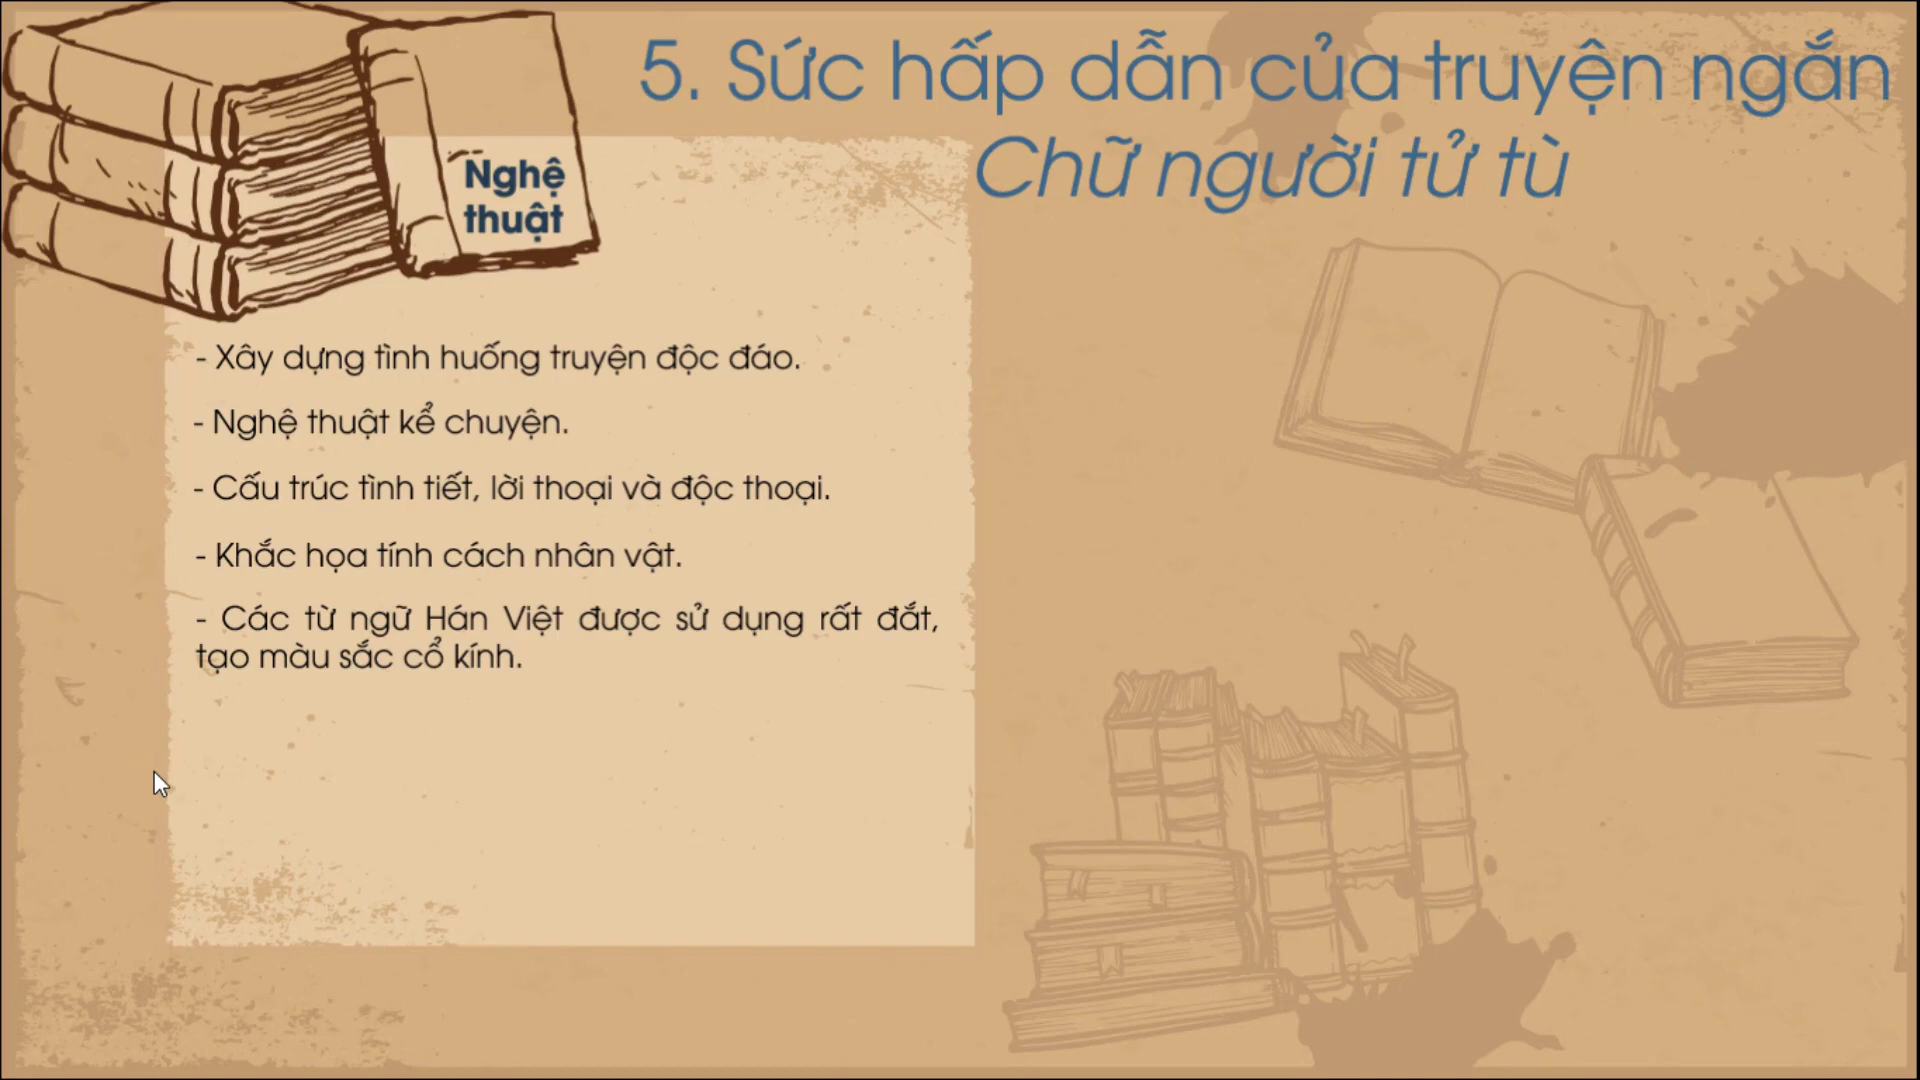 5. Sức hấp dẫn của truyện ngắn
Chữ người tử tù
Nghệ
thuật
- Xây dựng tình huống truyện độc đáo.
- Nghệ thuật kể chuyện.
- Cấu trúc tình tiết, lời thoại và độc thoại.
- Khắc họa tính cách nhân vật.
- Các từ ngữ Hán Việt được sử dụng rất đắt,
tạo màu sắc cổ kính.